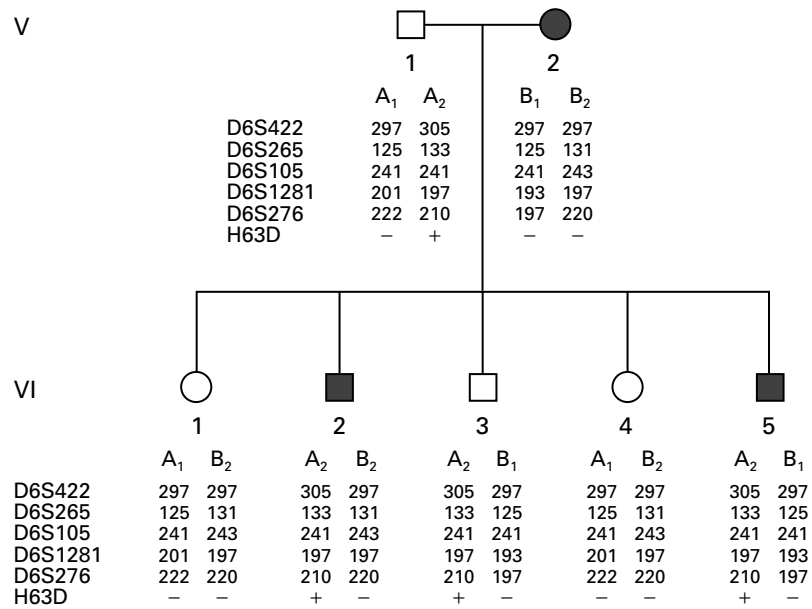 V
1 2
A₁ A₂ B₁ B₂
D6S422 297 305 297 297
D6S265 125 133 125 131
D6S105 241 241 241 243
D6S1281 201 197 193 197
D6S276 222 210 197 220
H63D − + − −
VI
1 2 3 4 5
A₁ B₂ A₂ B₂ A₂ B₁ A₁ B₂ A₂ B₁
D6S422 297 297 305 297 305 297 297 297 305 297
D6S265 125 131 133 131 133 125 125 131 133 125
D6S105 241 243 241 243 241 241 241 243 241 241
D6S1281 201 197 197 197 197 193 201 197 197 193
D6S276 222 220 210 220 210 197 222 220 210 197
H63D − − + − + − − − + −